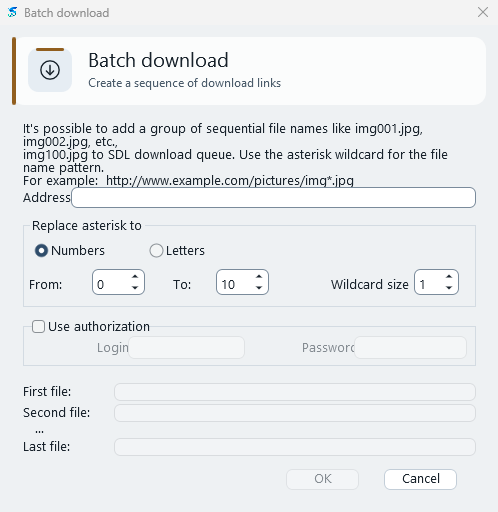 Batch download
Batch download
Create a sequence of download links
It's possible to add a group of sequential file names like img001.jpg,
img002.jpg, etc.,
img100.jpg to SDL download queue. Use the asterisk wildcard for the file
name pattern.
For example: http://www.example.com/pictures/img*.jpg
Address
Replace asterisk to
Numbers Letters
From: 0 To: 10 Wildcard size 1
Use authorization
Login Password
First file:
Second file:
...
Last file:
OK Cancel